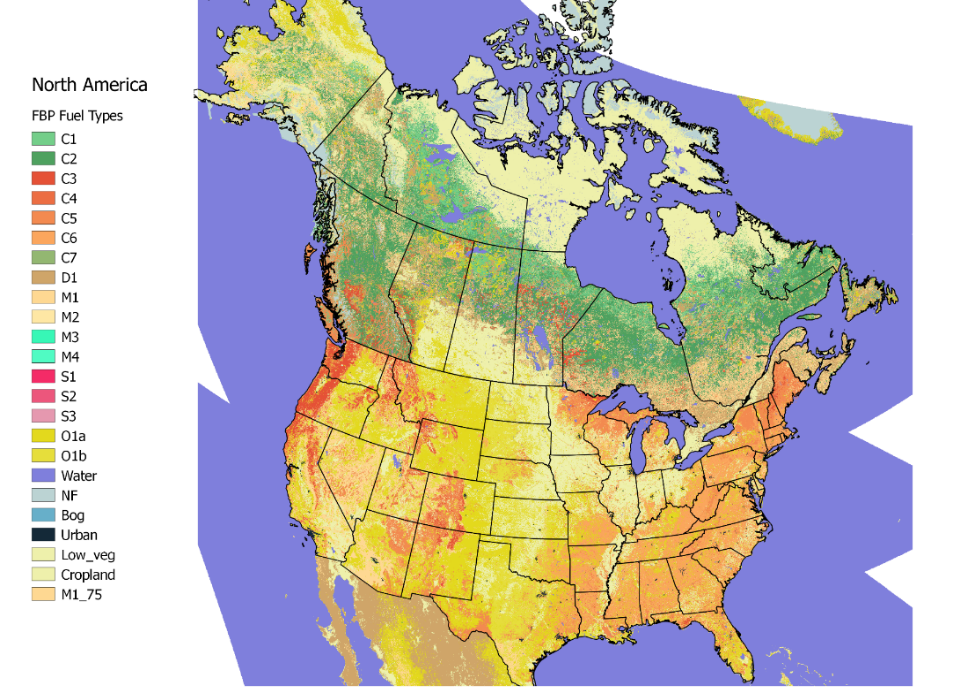 North America
FBP Fuel Types
C1
C2
C3
C4
C5
C6
C7
D1
M1
M2
M3
M4
S1
S2
S3
O1a
O1b
Water
NF
Bog
Urban
Low_veg
Cropland
M1_75